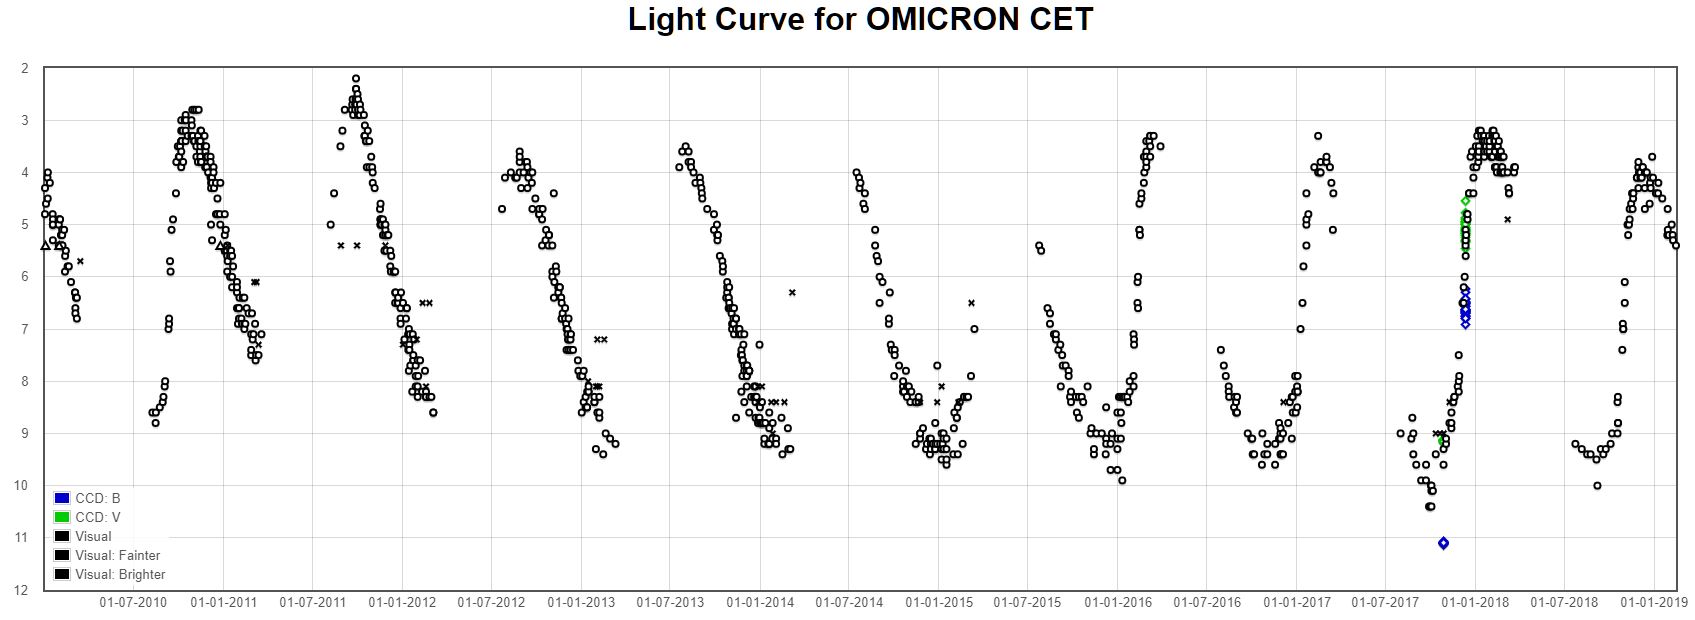 Light Curve for OMICRON CET
2
3
4
5
6
7
8
9
10
11
12
CCD: B
CCD: V
Visual
Visual: Fainter
Visual: Brighter
01-07-2010 01-01-2011 01-07-2011 01-01-2012 01-07-2012 01-01-2013 01-07-2013 01-01-2014 01-07-2014 01-01-2015 01-07-2015 01-01-2016 01-07-2016 01-01-2017 01-07-2017 01-01-2018 01-07-2018 01-01-2019